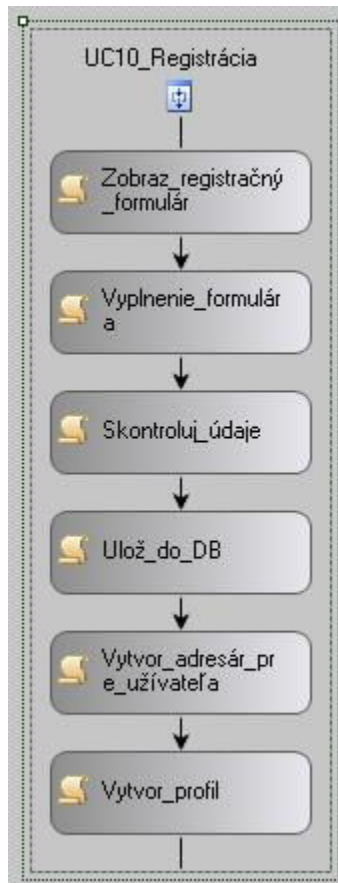 UC10_Registrácia
Zobraz_registračný
_formulár
Vyplnenie_formulár
a
Skontroluj_údaje
Ulož_do_DB
Vytvor_adresár_pr
e_užívateľa
Vytvor_profil